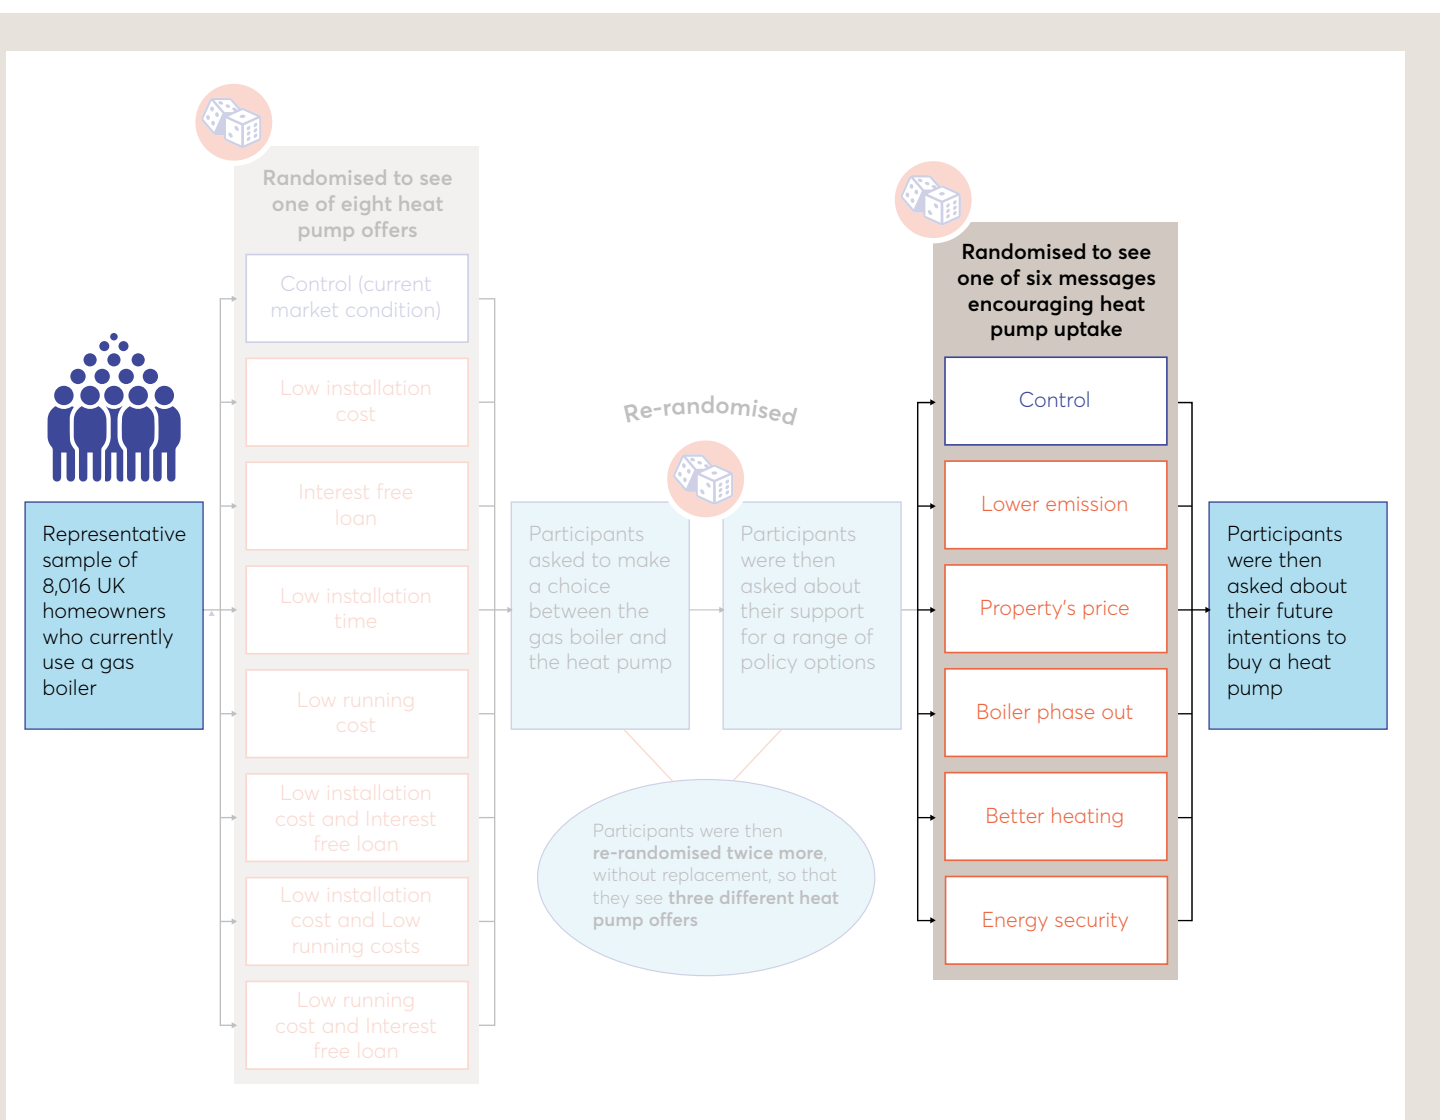 Representative
sample of
8,016 UK
homeowners
who currently
use a gas
boiler
Randomised to see
one of eight heat
pump offers
Control (current
market condition)
Low installation
cost
Interest free
loan
Low installation
time
Low running
cost
Low installation
cost and Interest
free loan
Low installation
cost and Low
running costs
Low running
cost and Interest
free loan
Participants
asked to make
a choice
between the
gas boiler and
the heat pump
Re-randomised
Participants
were then
asked about
their support
for a range of
policy options
Participants were then
re-randomised twice more,
without replacement, so that
they see three different heat
pump offers
Randomised to see
one of six messages
encouraging heat
pump uptake
Control
Lower emission
Property's price
Boiler phase out
Better heating
Energy security
Participants
were then
asked about
their future
intentions to
buy a heat
pump